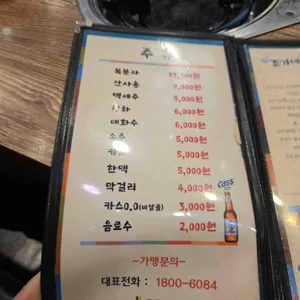 주
복분자 13,000원
산사춘 9,000원
백세주 9,000원
6,000원
매화수 6,000원
소주 5,000원
카스 5,000원
한맥 5,000원
막걸리 4,000원
카스0.0(비알콜) 3,000원
음료수 2,000원
cass
-가맹문의-
대표전화 : 1800-6084